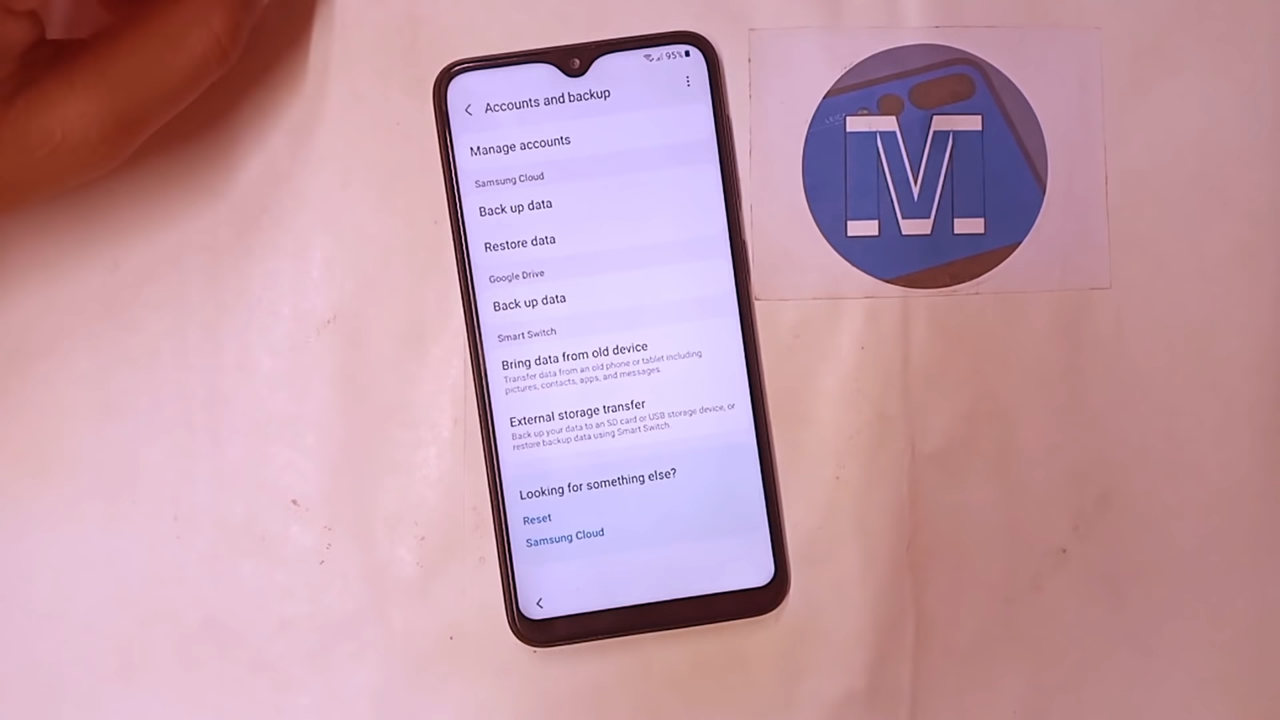 95%
Accounts and backup
Manage accounts
Samsung Cloud
Back up data
Restore data
Google Drive
Back up data
Smart Switch
Bring data from old device
Transfer data from an old phone or tablet including
pictures, contacts, apps, and messages.
External storage transfer
Back up your data to an SD card or USB storage device, or
restore backup data using Smart Switch.
Looking for something else?
Reset
Samsung Cloud
M